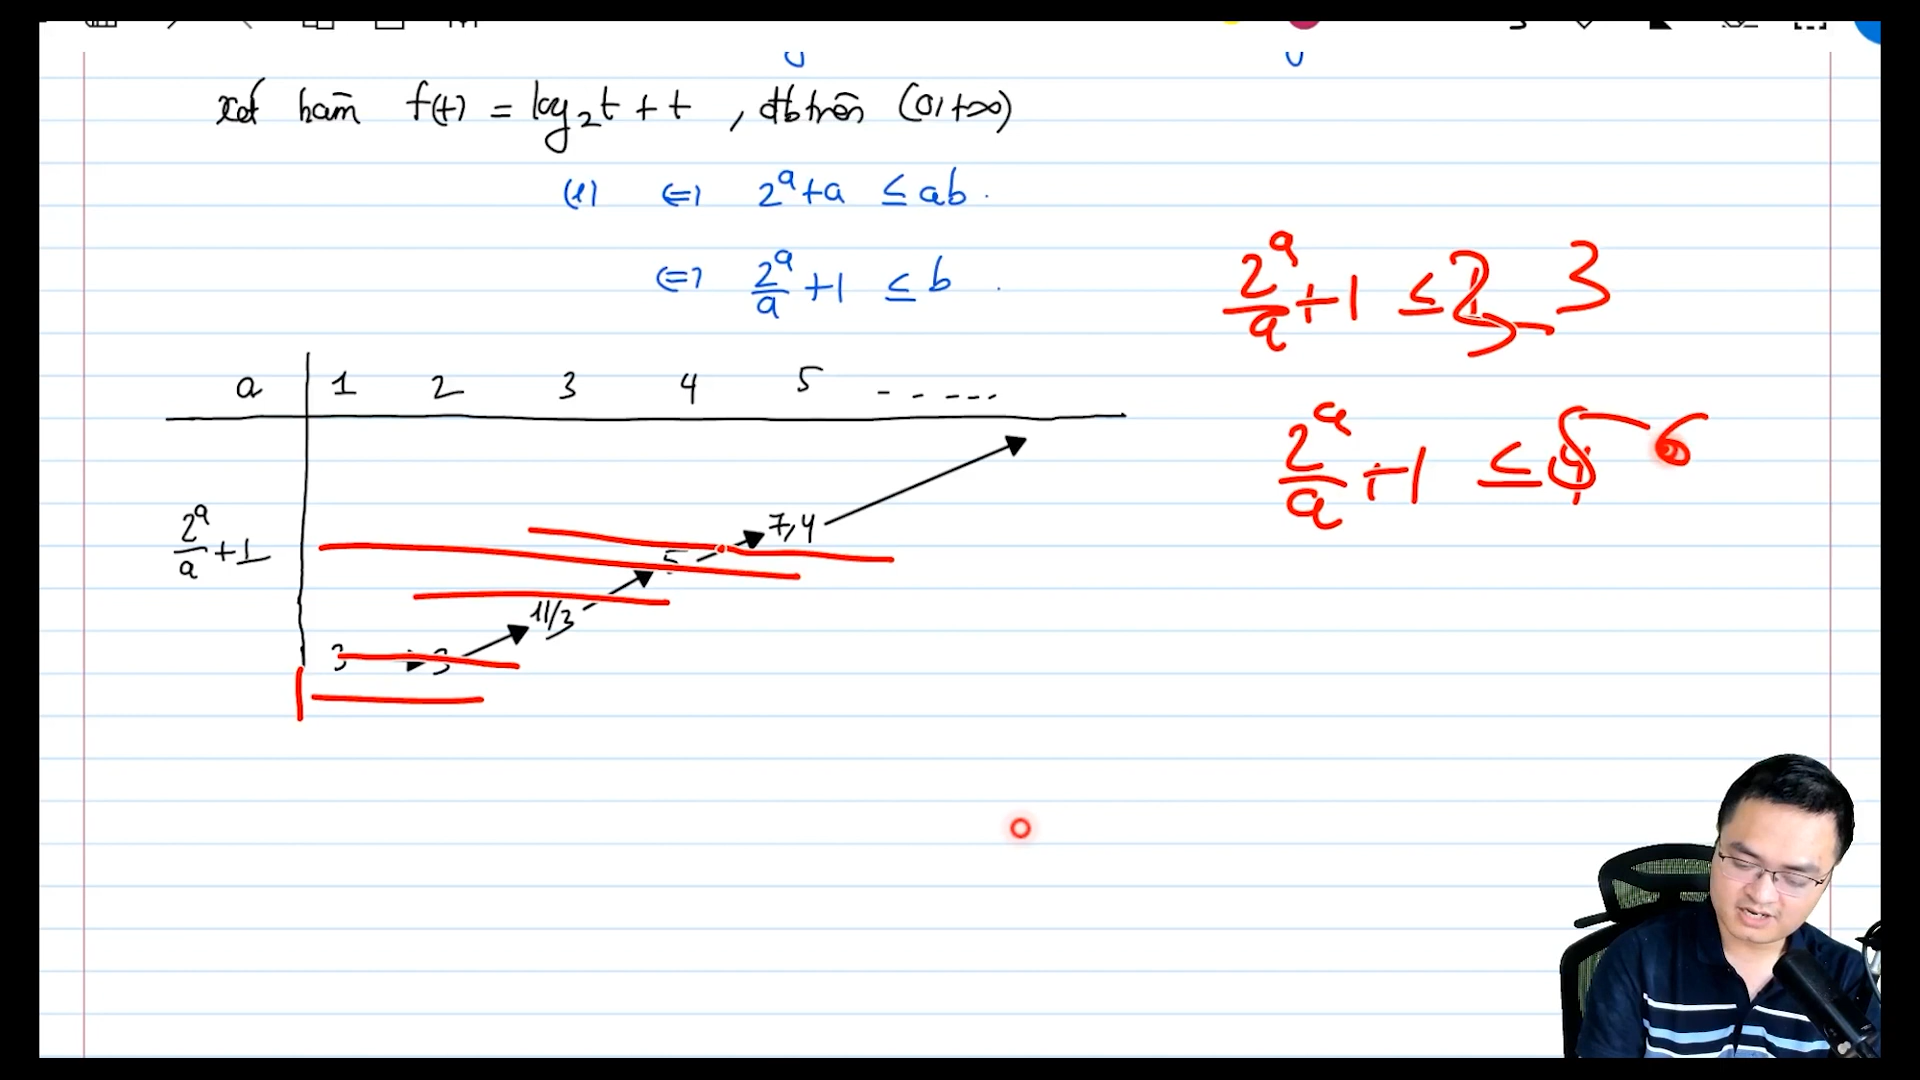 xét hàm f(t) = log₂t + t , đb trên (0; +∞)
(1) ⇔ 2ᵃ + a ≤ ab .
⇔ 2ᵃ/a + 1 ≤ b .
2ᵃ/a + 1 ≤ 3
a 1 2 3 4 5 - - - - - -
2ᵃ/a + 1 ≤ 6
2ᵃ/a + 1 3 3 11/3 5 7,4